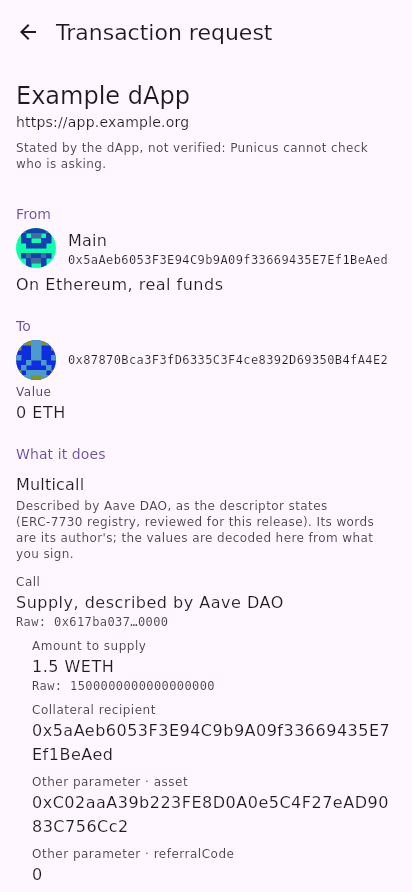 Transaction request
Example dApp
https://app.example.org
Stated by the dApp, not verified: Punicus cannot check
who is asking.
From
Main
0x5aAeb6053F3E94C9b9A09f33669435E7Ef1BeAed
On Ethereum, real funds
To
0x87870Bca3F3fD6335C3F4ce8392D69350B4fA4E2
Value
0 ETH
What it does
Multicall
Described by Aave DAO, as the descriptor states
(ERC-7730 registry, reviewed for this release). Its words
are its author's; the values are decoded here from what
you sign.
Call
Supply, described by Aave DAO
Raw: 0x617ba037…0000
Amount to supply
1.5 WETH
Raw: 1500000000000000000
Collateral recipient
0x5aAeb6053F3E94C9b9A09f33669435E7
Ef1BeAed
Other parameter · asset
0xC02aaA39b223FE8D0A0e5C4F27eAD90
83C756Cc2
Other parameter · referralCode
0